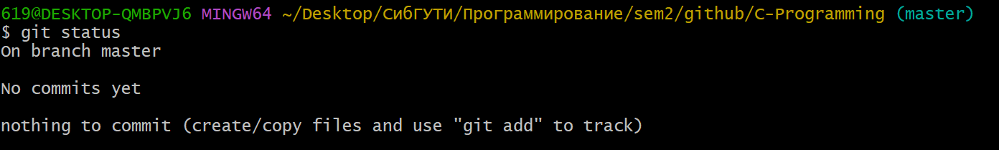 619@DESKTOP-QMBPVJ6 MINGW64 ~/Desktop/СибГУТИ/Программирование/sem2/github/C-Programming (master)
$ git status
On branch master
No commits yet
nothing to commit (create/copy files and use "git add" to track)